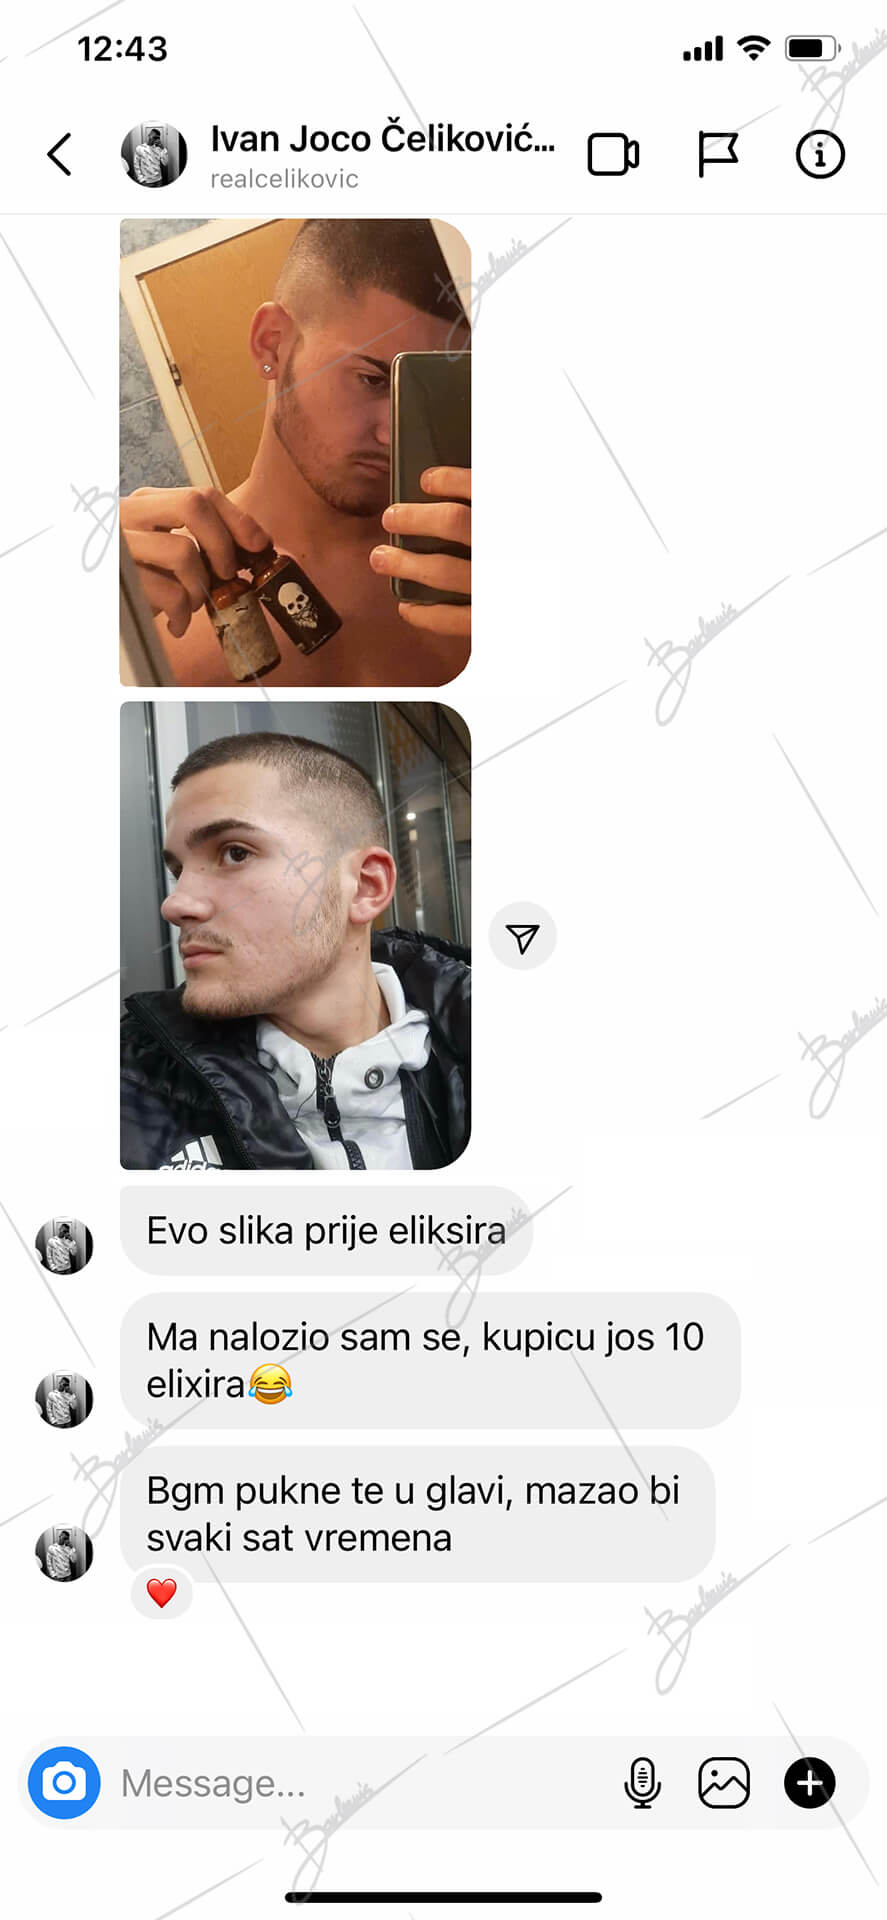 12:43
Ivan Joco Čeliković...
realcelikovic
adidas
Evo slika prije eliksira
Ma nalozio sam se, kupicu jos 10
elixira😂
Bgm pukne te u glavi, mazao bi
svaki sat vremena
Message...